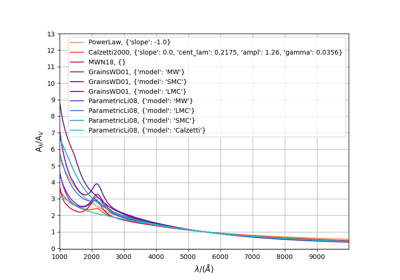 13
12
11
10
9
8
7
6
5
4
3
2
1
0
Aλ/AV
PowerLaw, {'slope': -1.0}
Calzetti2000, {'slope': 0.0, 'cent_lam': 0.2175, 'ampl': 1.26, 'gamma': 0.0356}
MWN18, {}
GrainsWD01, {'model': 'MW'}
GrainsWD01, {'model': 'SMC'}
GrainsWD01, {'model': 'LMC'}
ParametricLi08, {'model': 'MW'}
ParametricLi08, {'model': 'LMC'}
ParametricLi08, {'model': 'SMC'}
ParametricLi08, {'model': 'Calzetti'}
1000 2000 3000 4000 5000 6000 7000 8000 9000
λ/(Å)